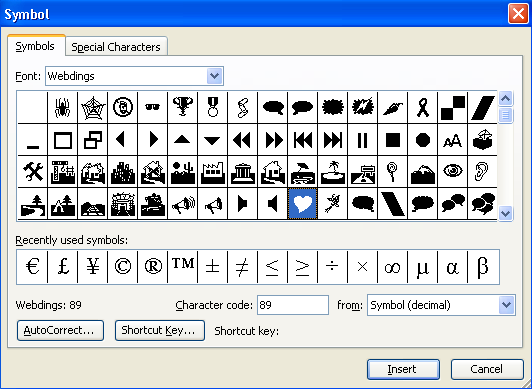 Symbol
Symbols Special Characters
Font: Webdings
AA
Recently used symbols:
€ £ ¥ © ® ™ ± ≠ ≤ ≥ ÷ × ∞ µ α β
Webdings: 89 Character code: 89 from: Symbol (decimal)
AutoCorrect... Shortcut Key... Shortcut key:
Insert Cancel